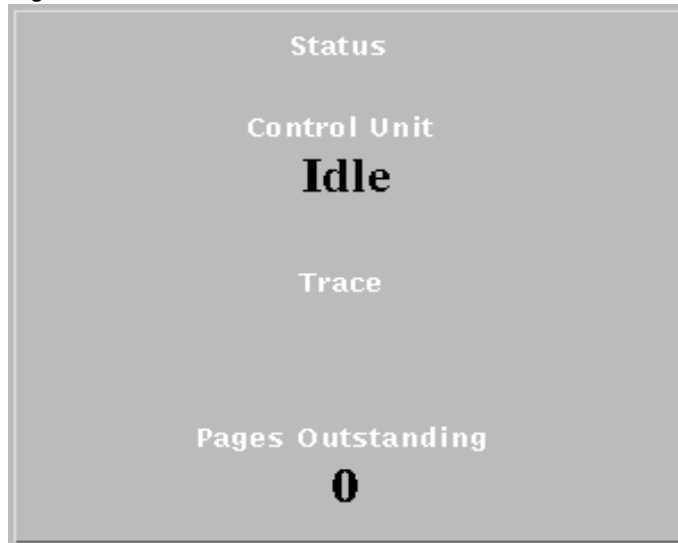 Status
Control Unit
Idle
Trace
Pages Outstanding
0